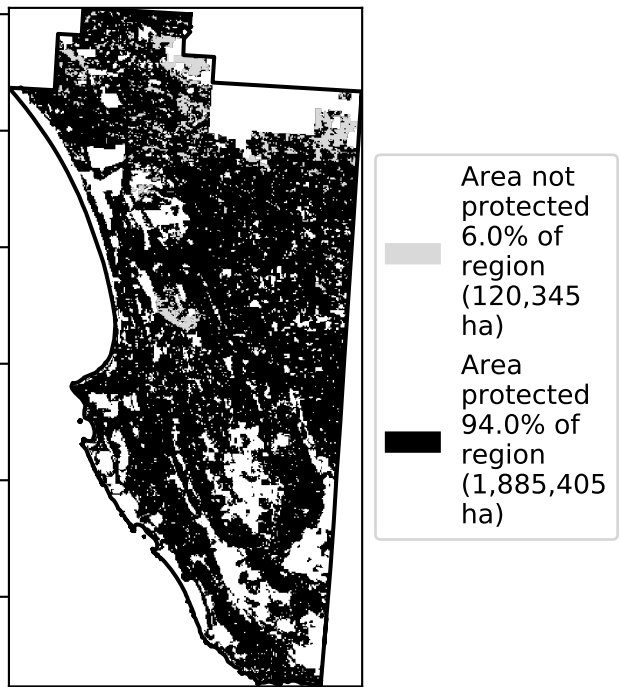 Area not
protected
6.0% of
region
(120,345
ha)
Area
protected
94.0% of
region
(1,885,405
ha)